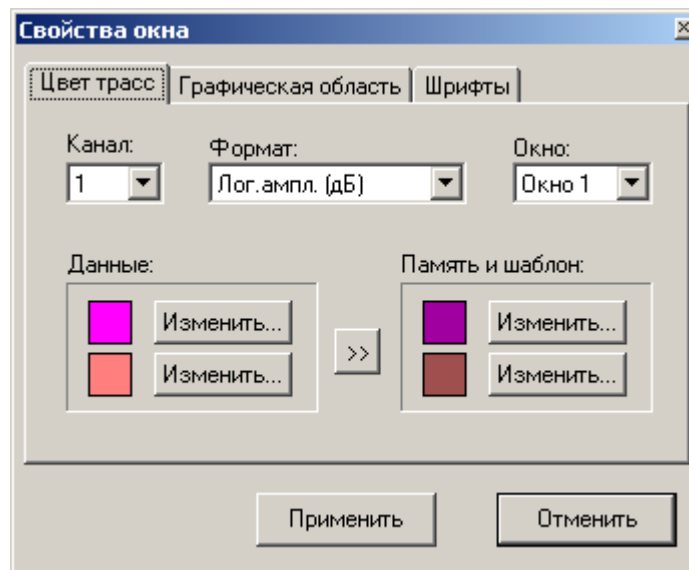 Свойства окна
Цвет трасс Графическая область Шрифты
Канал: Формат: Окно:
1 Лог.ампл. (дБ) Окно 1
Данные: Память и шаблон:
Изменить... Изменить...
>>
Изменить... Изменить...
Применить Отменить